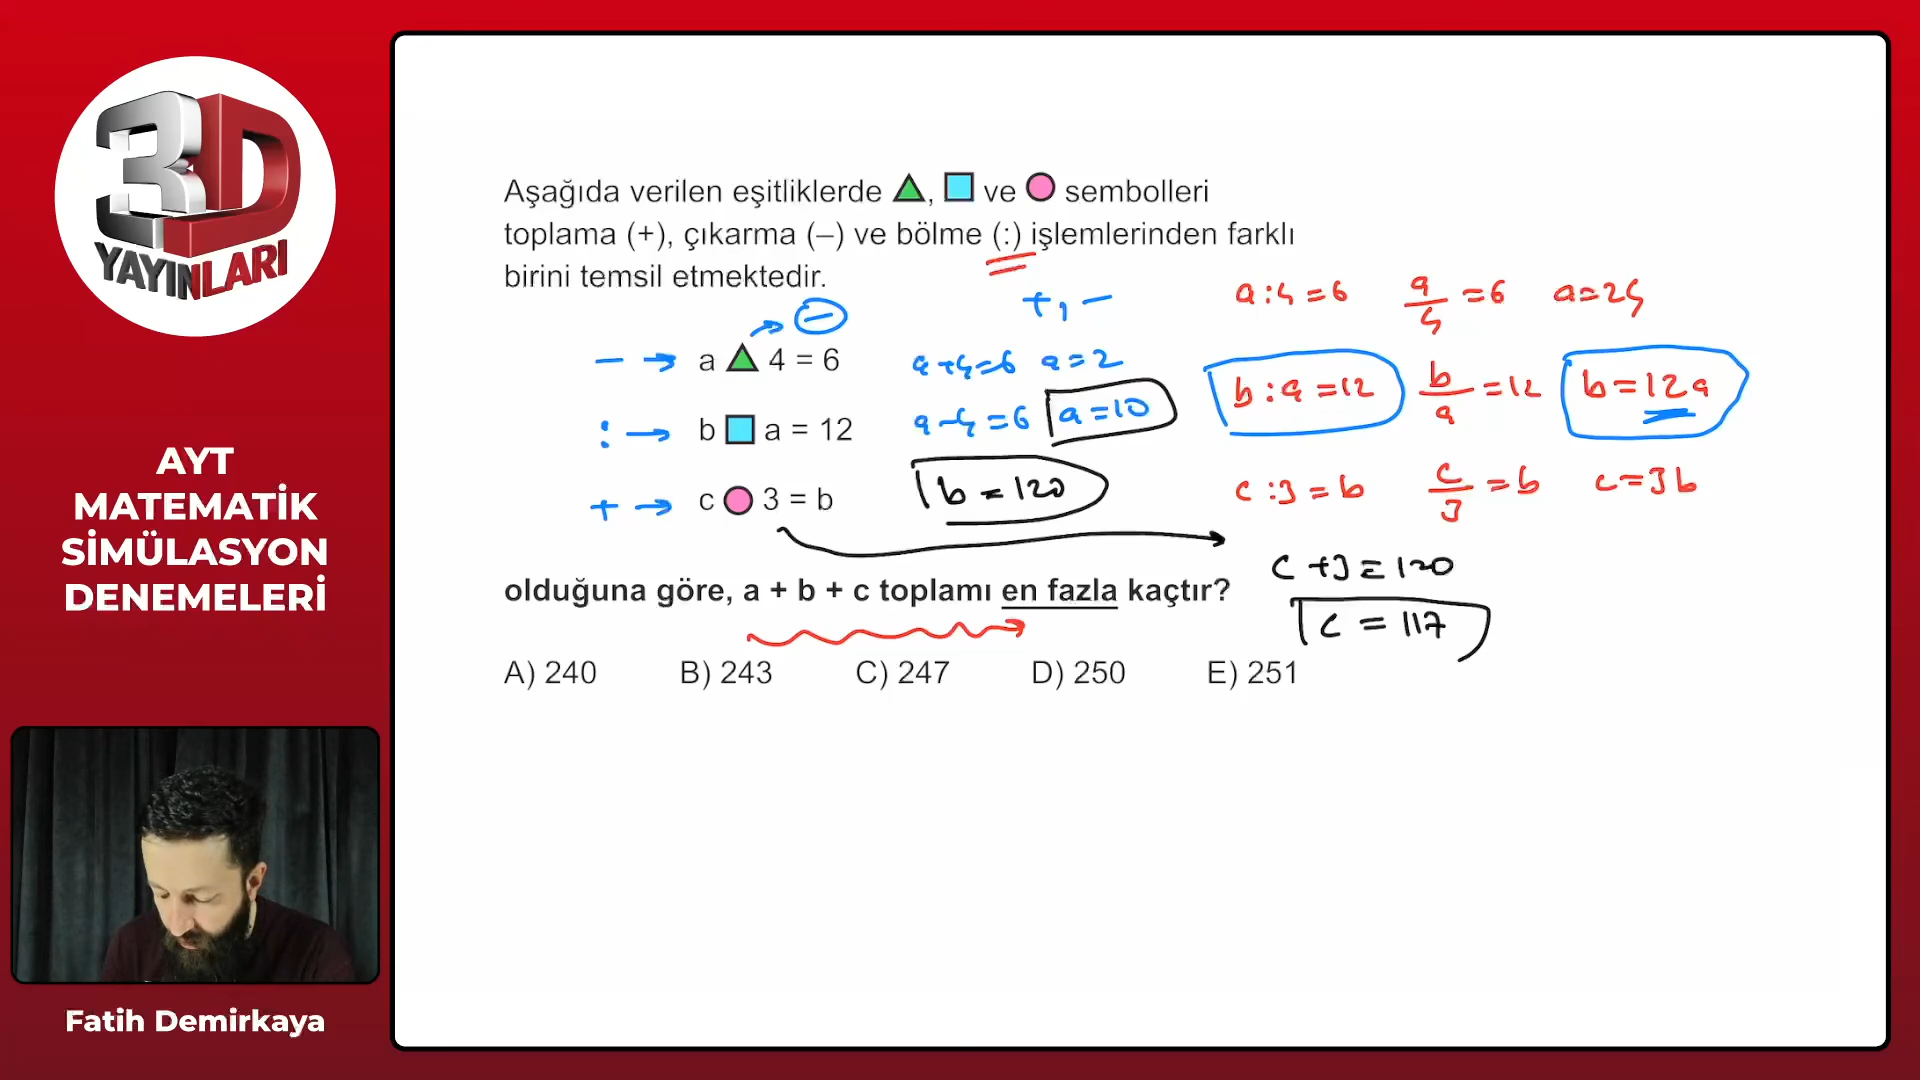 3D
YAYINLARI
AYT
MATEMATİK
SİMÜLASYON
DENEMELERİ
Fatih Demirkaya
Aşağıda verilen eşitliklerde ▲, ■ ve ● sembolleri
toplama (+), çıkarma (–) ve bölme (:) işlemlerinden farklı
birini temsil etmektedir.
–
+, –
– → a ▲ 4 = 6
: → b ■ a = 12
+ → c ● 3 = b
a+4=6 a=2
a-4=6 a=10
b=120
a:4=6 a/4=6 a=24
b:a=12 b/a=12 b=12a
c:3=b c/3=b c=3b
c+3=120
c=117
olduğuna göre, a + b + c toplamı en fazla kaçtır?
A) 240 B) 243 C) 247 D) 250 E) 251